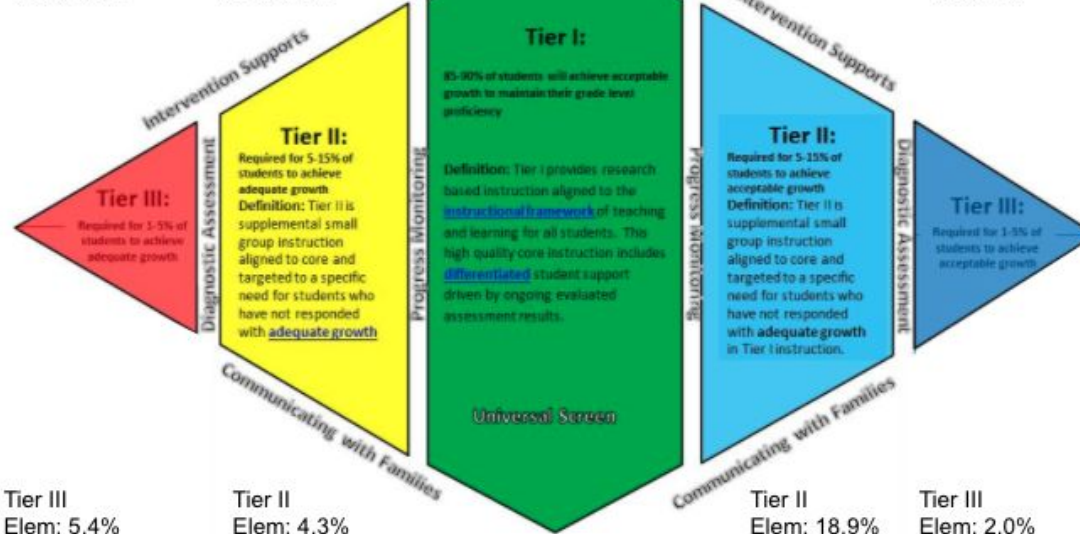 Intervention Supports
Tier III:
Required for 1-5% of
students to achieve
adequate growth
Diagnostic Assessment
Tier II:
Required for 5-15% of
students to achieve
adequate growth
Definition: Tier II is
supplemental small
group instruction
aligned to core and
targeted to a specific
need for students who
have not responded
with adequate growth
Progress Monitoring
Communicating with Families
Tier I:
85-90% of students will achieve acceptable
growth to maintain their grade level
proficiency
Definition: Tier I provides research
based instruction aligned to the
instructional framework of teaching
and learning for all students. This
high quality core instruction includes
differentiated student support
driven by ongoing evaluated
assessment results.
Universal Screen
Progress Monitoring
Intervention Supports
Tier II:
Required for 5-15% of
students to achieve
acceptable growth
Definition: Tier II is
supplemental small
group instruction
aligned to core and
targeted to a specific
need for students who
have not responded
with adequate growth
in Tier I instruction.
Communicating with Families
Diagnostic Assessment
Tier III:
Required for 1-5% of
students to achieve
acceptable growth
Tier III
Elem: 5.4%
Tier II
Elem: 4.3%
Tier II
Elem: 18.9%
Tier III
Elem: 2.0%